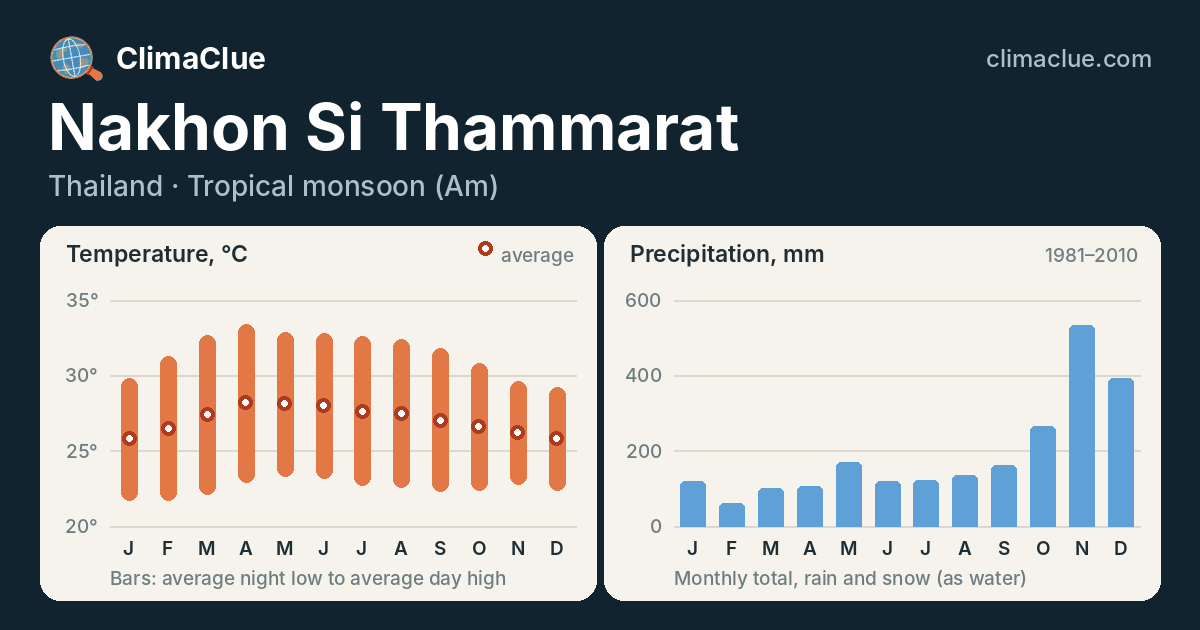 ClimaClue
climaclue.com
Nakhon Si Thammarat
Thailand · Tropical monsoon (Am)
Temperature, °C
average
35°
30°
25°
20°
J F M A M J J A S O N D
Bars: average night low to average day high
Precipitation, mm
1981–2010
600
400
200
0
J F M A M J J A S O N D
Monthly total, rain and snow (as water)